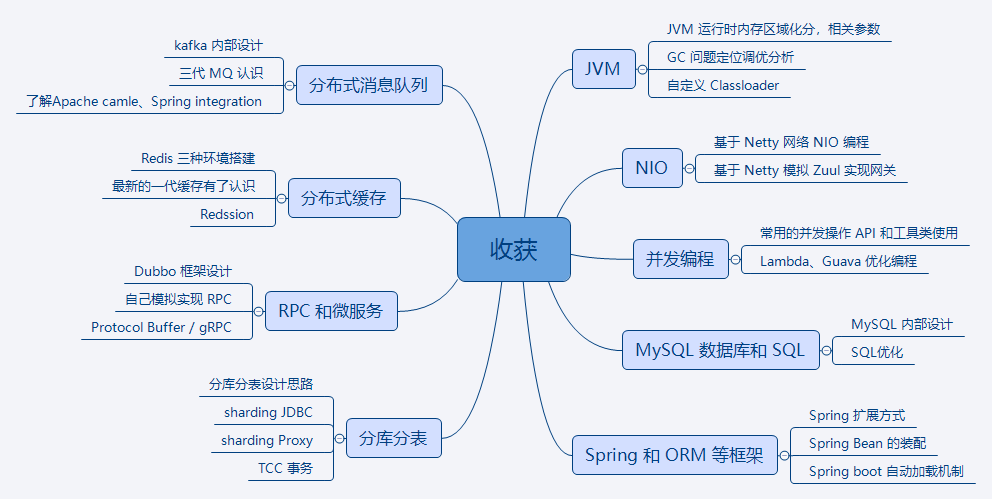 收获
JVM
JVM 运行时内存区域化分，相关参数
GC 问题定位调优分析
自定义 Classloader
NIO
基于 Netty 网络 NIO 编程
基于 Netty 模拟 Zuul 实现网关
并发编程
常用的并发操作 API 和工具类使用
Lambda、Guava 优化编程
MySQL 数据库和 SQL
MySQL 内部设计
SQL优化
Spring 和 ORM 等框架
Spring 扩展方式
Spring Bean 的装配
Spring boot 自动加载机制
分布式消息队列
kafka 内部设计
三代 MQ 认识
了解Apache camle、Spring integration
分布式缓存
Redis 三种环境搭建
最新的一代缓存有了认识
Redssion
RPC 和微服务
Dubbo 框架设计
自己模拟实现 RPC
Protocol Buffer / gRPC
分库分表
分库分表设计思路
sharding JDBC
sharding Proxy
TCC 事务